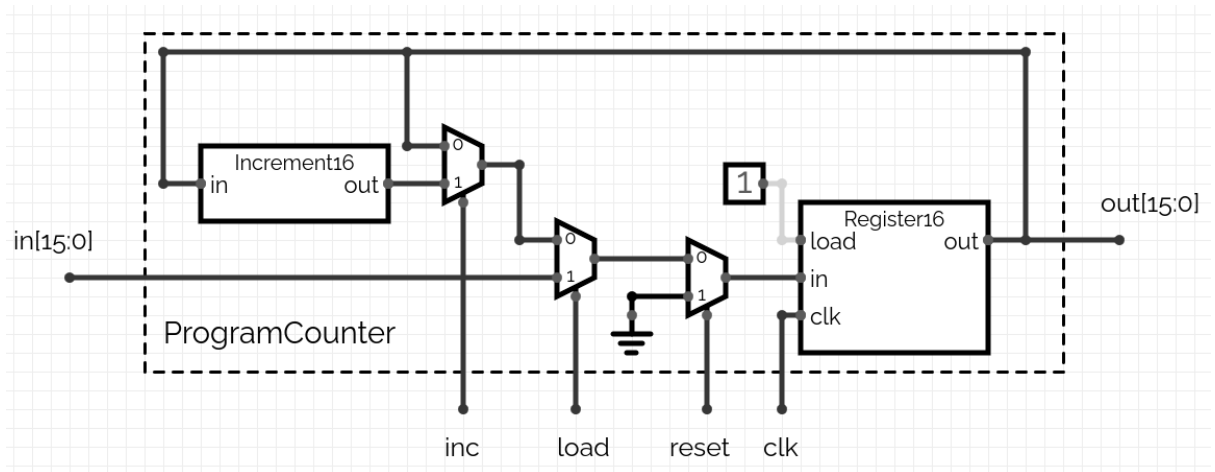 Increment16
in
out
0
1
in[15:0]
0
1
0
1
1
Register16
load
out
in
clk
out[15:0]
ProgramCounter
inc
load
reset
clk